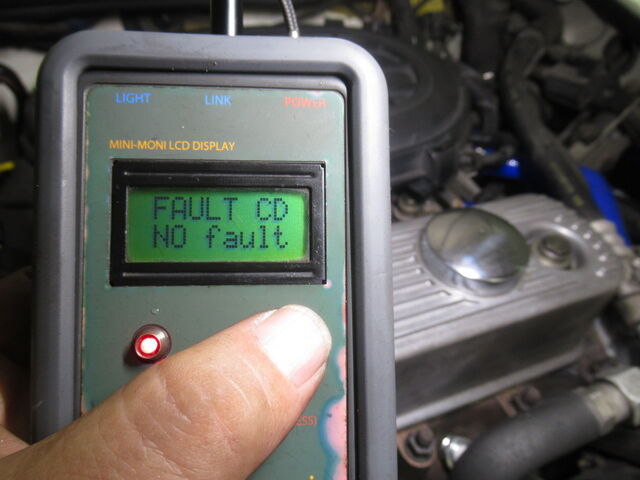 LIGHT LINK POWER
MINI-MONI LCD DISPLAY
FAULT CD
NO fault